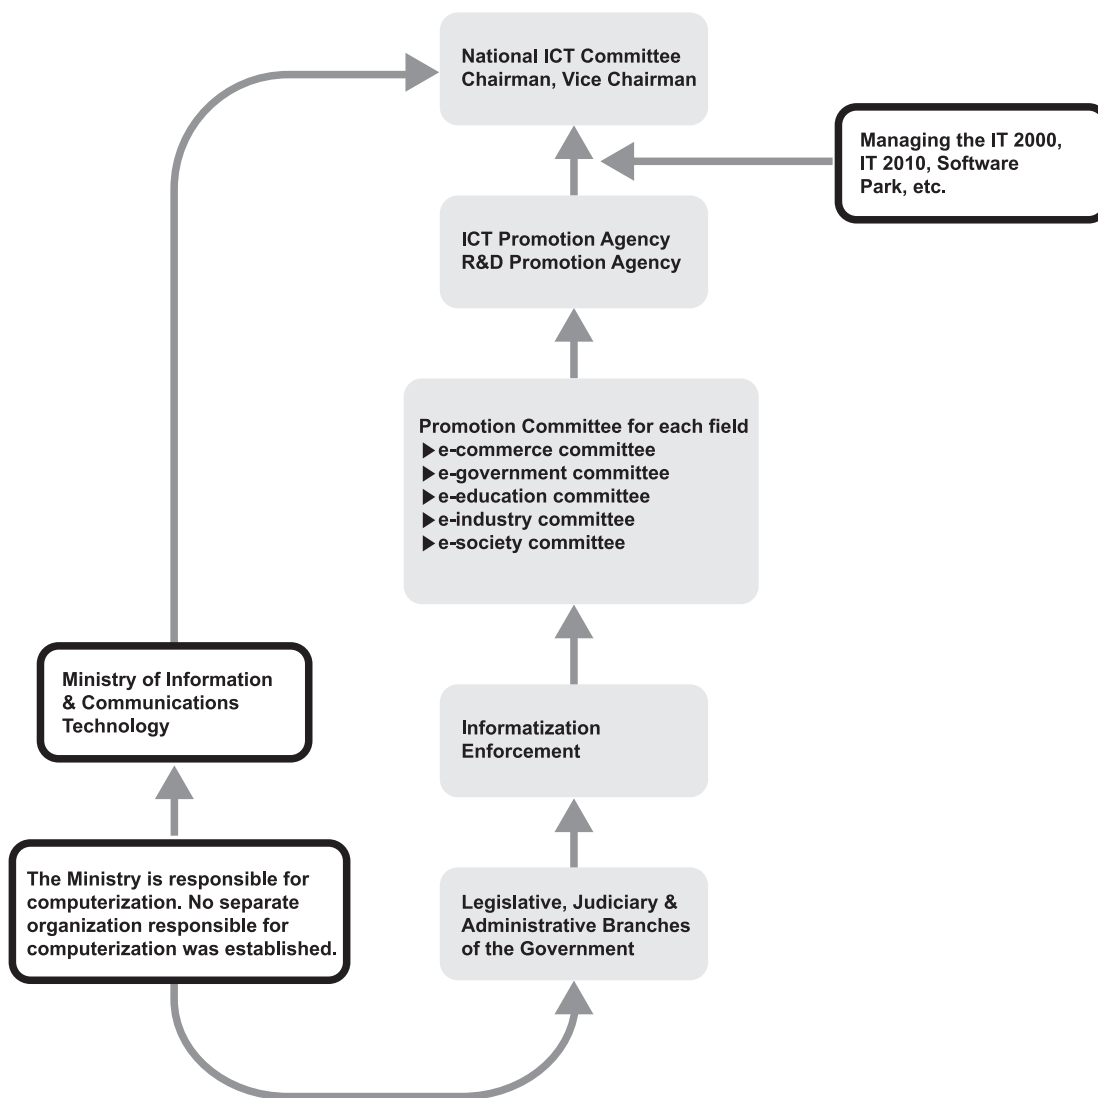 National ICT Committee
Chairman, Vice Chairman
Managing the IT 2000,
IT 2010, Software
Park, etc.
ICT Promotion Agency
R&D Promotion Agency
Promotion Committee for each field
▶e-commerce committee
▶e-government committee
▶e-education committee
▶e-industry committee
▶e-society committee
Ministry of Information
& Communications
Technology
Informatization
Enforcement
The Ministry is responsible for
computerization. No separate
organization responsible for
computerization was established.
Legislative, Judiciary &
Administrative Branches
of the Government